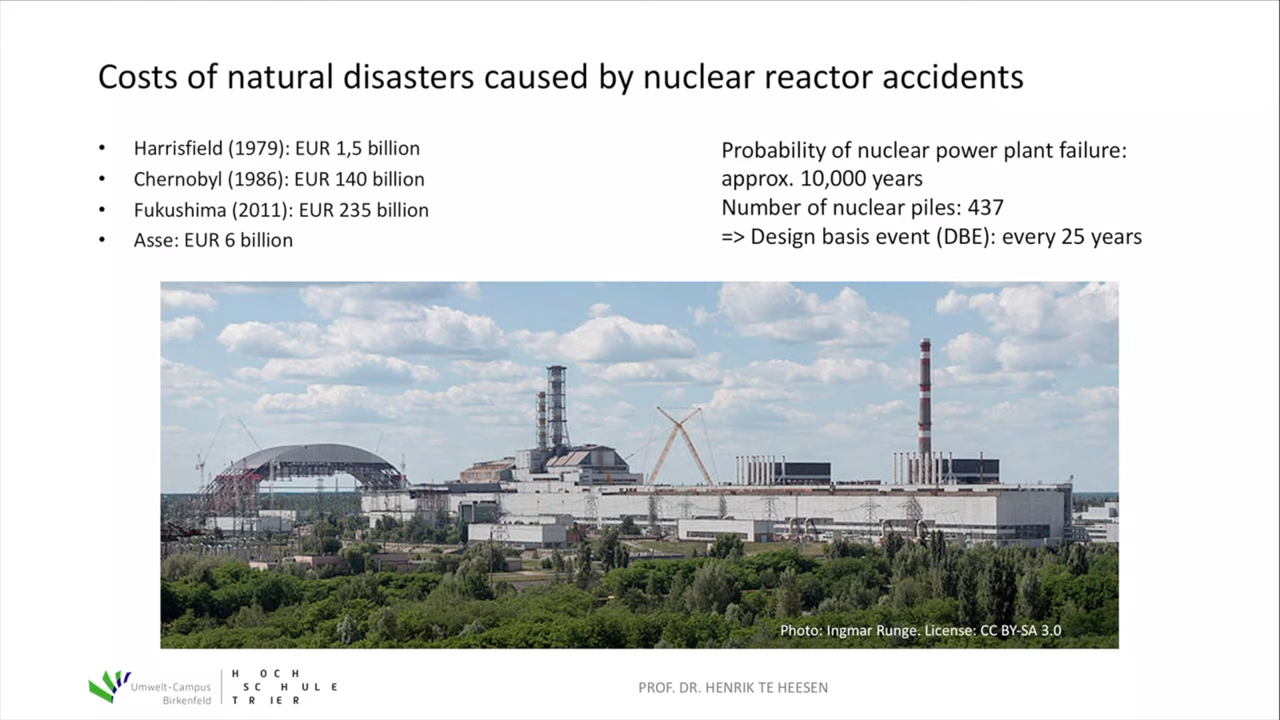 Costs of natural disasters caused by nuclear reactor accidents
• Harrisfield (1979): EUR 1,5 billion
• Chernobyl (1986): EUR 140 billion
• Fukushima (2011): EUR 235 billion
• Asse: EUR 6 billion
Probability of nuclear power plant failure:
approx. 10,000 years
Number of nuclear piles: 437
=> Design basis event (DBE): every 25 years
Photo: Ingmar Runge. License: CC BY-SA 3.0
Umwelt-Campus
Birkenfeld
HOCH
SCHULE
TRIER
PROF. DR. HENRIK TE HEESEN